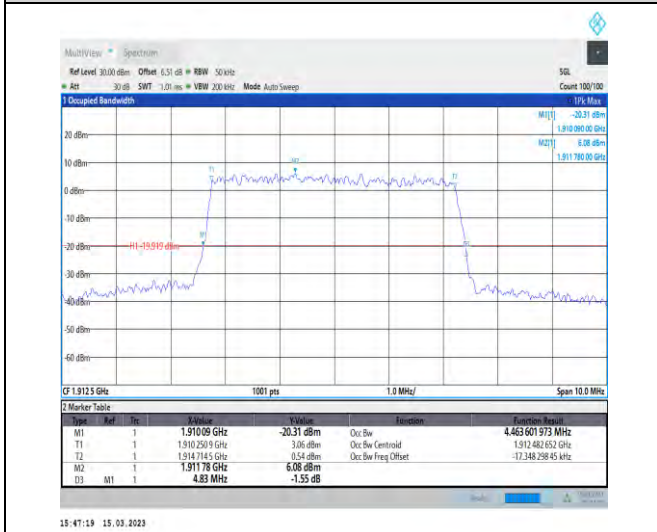 MultiView Spectrum
Ref Level 30.00 dBm Offset 6.51 dB RBW 50 kHz SGL
Att 30 dB SWT 1.01 ms VBW 200 kHz Mode Auto Sweep Count 100/100
1 Occupied Bandwidth 1Pk Max
M1[1] -20.31 dBm
1.910 090 00 GHz
M2[1] 6.08 dBm
1.911 780 00 GHz
20 dBm
10 dBm
0 dBm
-10 dBm
-20 dBm
H1 -19.919 dBm
-30 dBm
-40 dBm
-50 dBm
-60 dBm
T1
M2
T2
M1
CF 1.912 5 GHz 1001 pts 1.0 MHz/ Span 10.0 MHz
2 Marker Table
Type Ref Trc X-Value Y-Value Function Function Result
M1 1 1.91009 GHz -20.31 dBm Occ Bw 4.463 601 973 MHz
T1 1 1.910 250 9 GHz 3.06 dBm Occ Bw Centroid 1.912 482 652 GHz
T2 1 1.914 714 5 GHz 0.54 dBm Occ Bw Freq Offset -17.348 298 45 kHz
M2 1 1.911 78 GHz 6.08 dBm
D3 M1 1 4.83 MHz -1.55 dB
15:47:19 15.03.2023